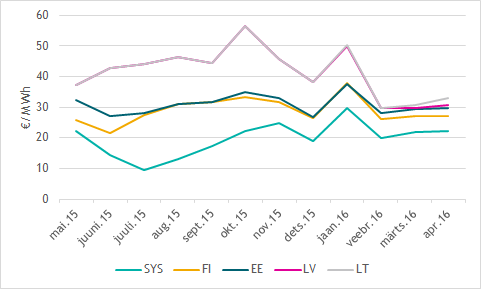 60
50
40
30
20
10
0
€/MWh
mai.15 juuni.15 juuli.15 aug.15 sept.15 okt.15 nov.15 dets.15 jaan.16 veebr.16 märts.16 apr.16
SYS FI EE LV LT